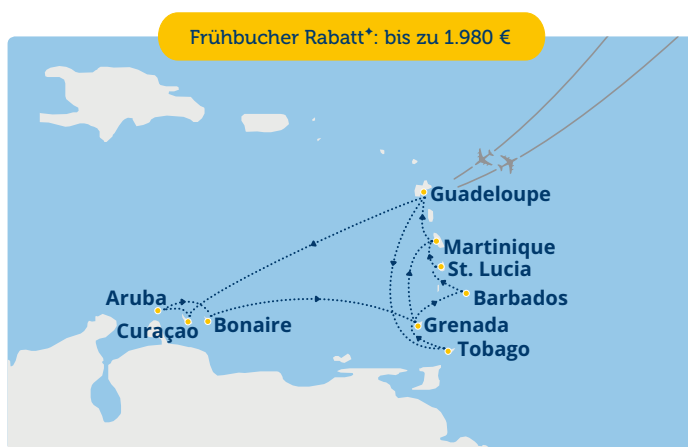 Frühbucher Rabatt✦: bis zu 1.980 €
Guadeloupe
Martinique
St. Lucia
Aruba
Barbados
Curaçao
Bonaire
Grenada
Tobago